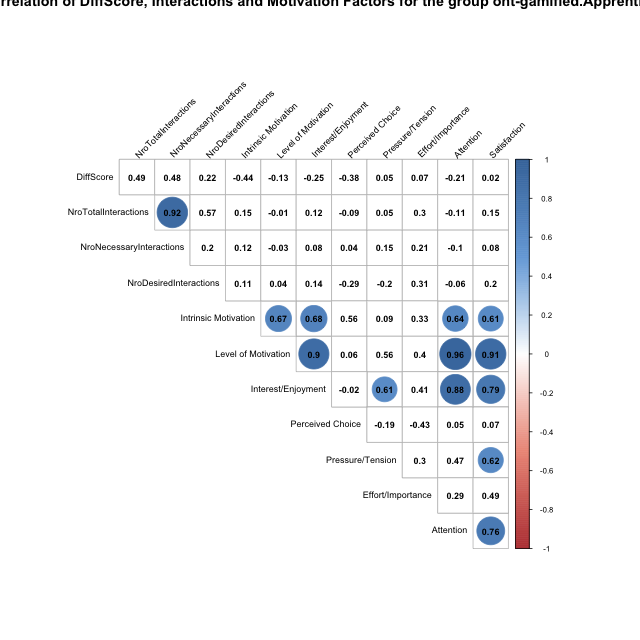 rrelation of DiffScore, Interactions and Motivation Factors for the group ont-gamified.Apprenti
NroTotalInteractions
NroNecessaryInteractions
NroDesiredInteractions
Intrinsic Motivation
Level of Motivation
Interest/Enjoyment
Perceived Choice
Pressure/Tension
Effort/Importance
Attention
Satisfaction
DiffScore 0.49 0.48 0.22 -0.44 -0.13 -0.25 -0.38 0.05 0.07 -0.21 0.02
NroTotalInteractions 0.92 0.57 0.15 -0.01 0.12 -0.09 0.05 0.3 -0.11 0.15
NroNecessaryInteractions 0.2 0.12 -0.03 0.08 0.04 0.15 0.21 -0.1 0.08
NroDesiredInteractions 0.11 0.04 0.14 -0.29 -0.2 0.31 -0.06 0.2
Intrinsic Motivation 0.67 0.68 0.56 0.09 0.33 0.64 0.61
Level of Motivation 0.9 0.06 0.56 0.4 0.96 0.91
Interest/Enjoyment -0.02 0.61 0.41 0.88 0.79
Perceived Choice -0.19 -0.43 0.05 0.07
Pressure/Tension 0.3 0.47 0.62
Effort/Importance 0.29 0.49
Attention 0.76
1
0.8
0.6
0.4
0.2
0
-0.2
-0.4
-0.6
-0.8
-1